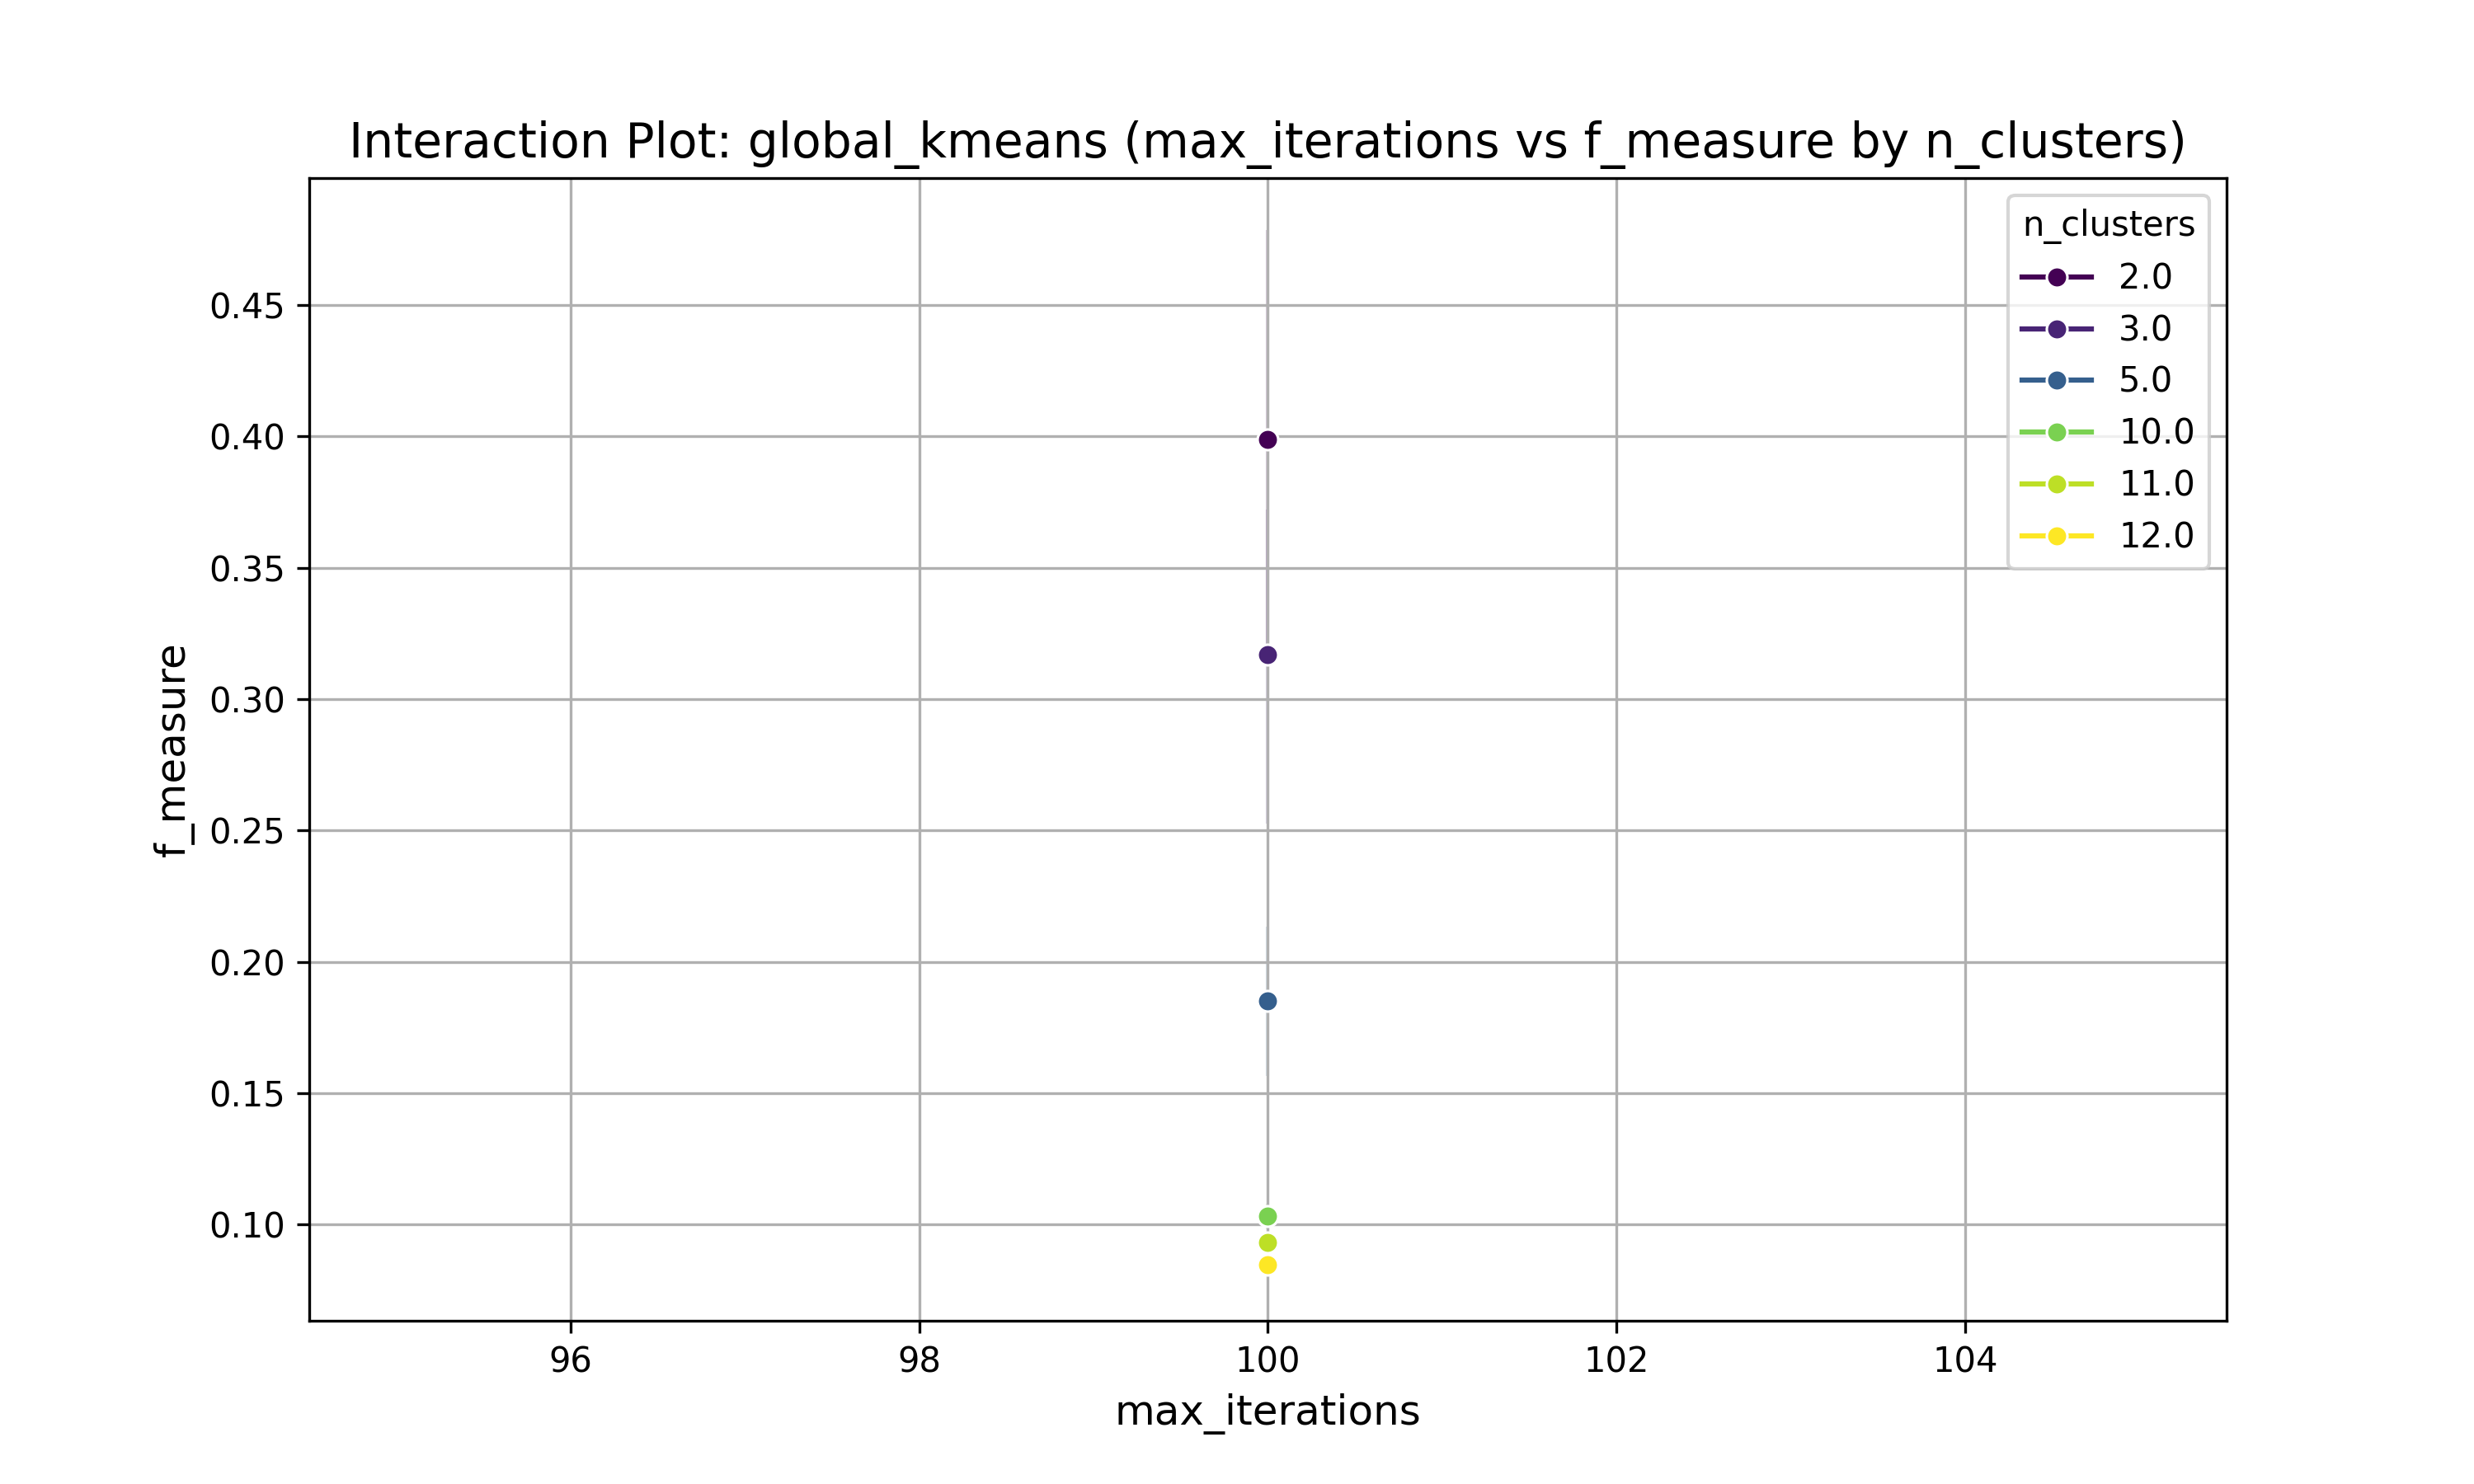 Interaction Plot: global_kmeans (max_iterations vs f_measure by n_clusters)
n_clusters
2.0
3.0
5.0
10.0
11.0
12.0
f_measure
0.45
0.40
0.35
0.30
0.25
0.20
0.15
0.10
96 98 100 102 104
max_iterations